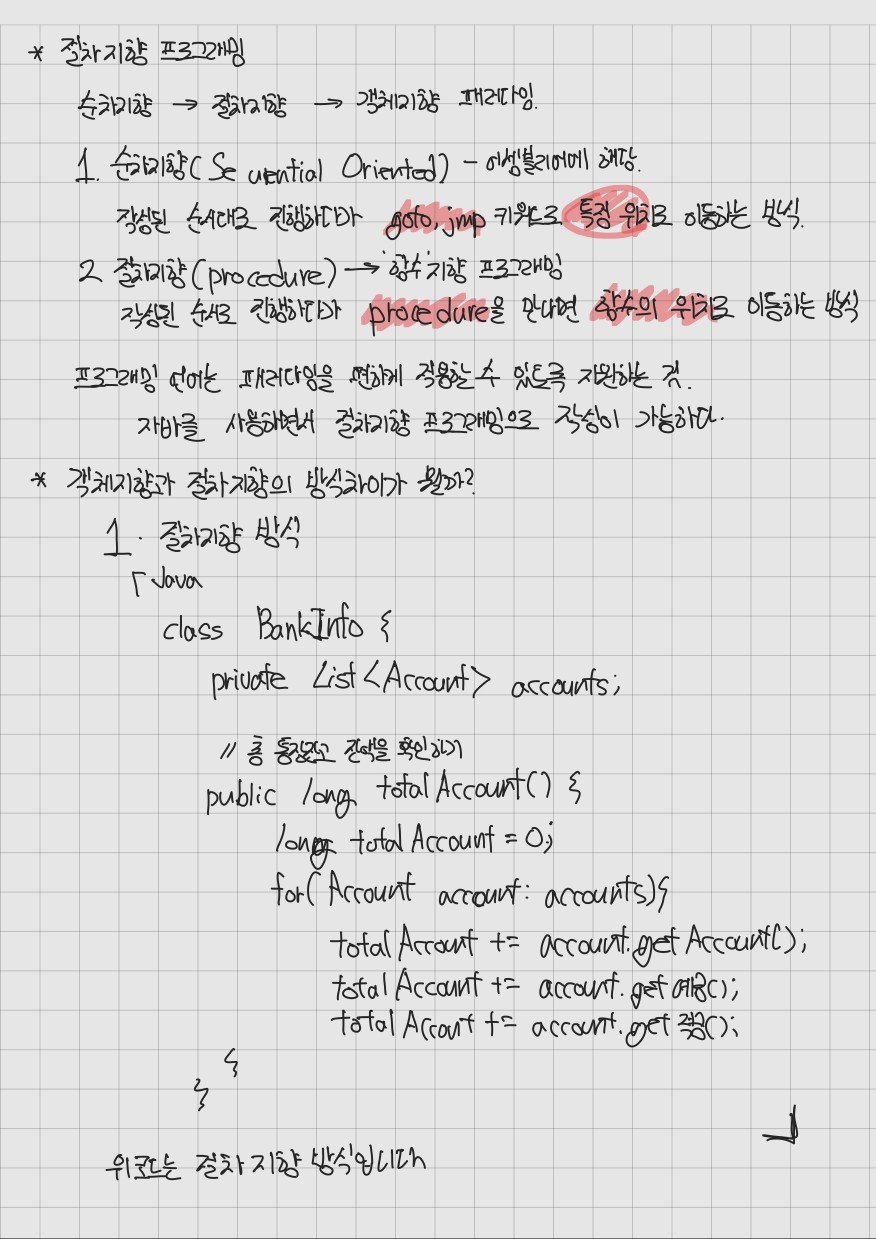 * 절차지향 프로그래밍
순차지향 → 절차지향 → 객체지향 패러다임.
1. 순차지향(Se uential Oriented) - 어셈블리어에 해당.
작성된 순서대로 진행하다가 goto, jmp 키워드로 특정 위치로 이동하는 방식.
2. 절차지향(procedure) → '함수'지향 프로그래밍
작성된 순서로 진행하다가 procedure을 만나면 함수의 위치로 이동하는 방식
프로그래밍 언어는 패러다임을 편하게 적용할 수 있도록 지원하는 것.
자바를 사용하면서 절차지향 프로그래밍으로 작성이 가능하다.
* 객체지향과 절차지향의 방식차이가 뭘까?
1. 절차지향 방식
「Java
class BankInfo {
private List<Account> accounts;
// 총 통장잔고 잔액을 확인하기
public long totalAccount() {
long totalAccount = 0;
for(Account account: accounts){
totalAccount += account.getAccount();
totalAccount += account.get예금();
totalAccount += account.get적금();
}
}
」
위코드는 절차지향 방식입니다